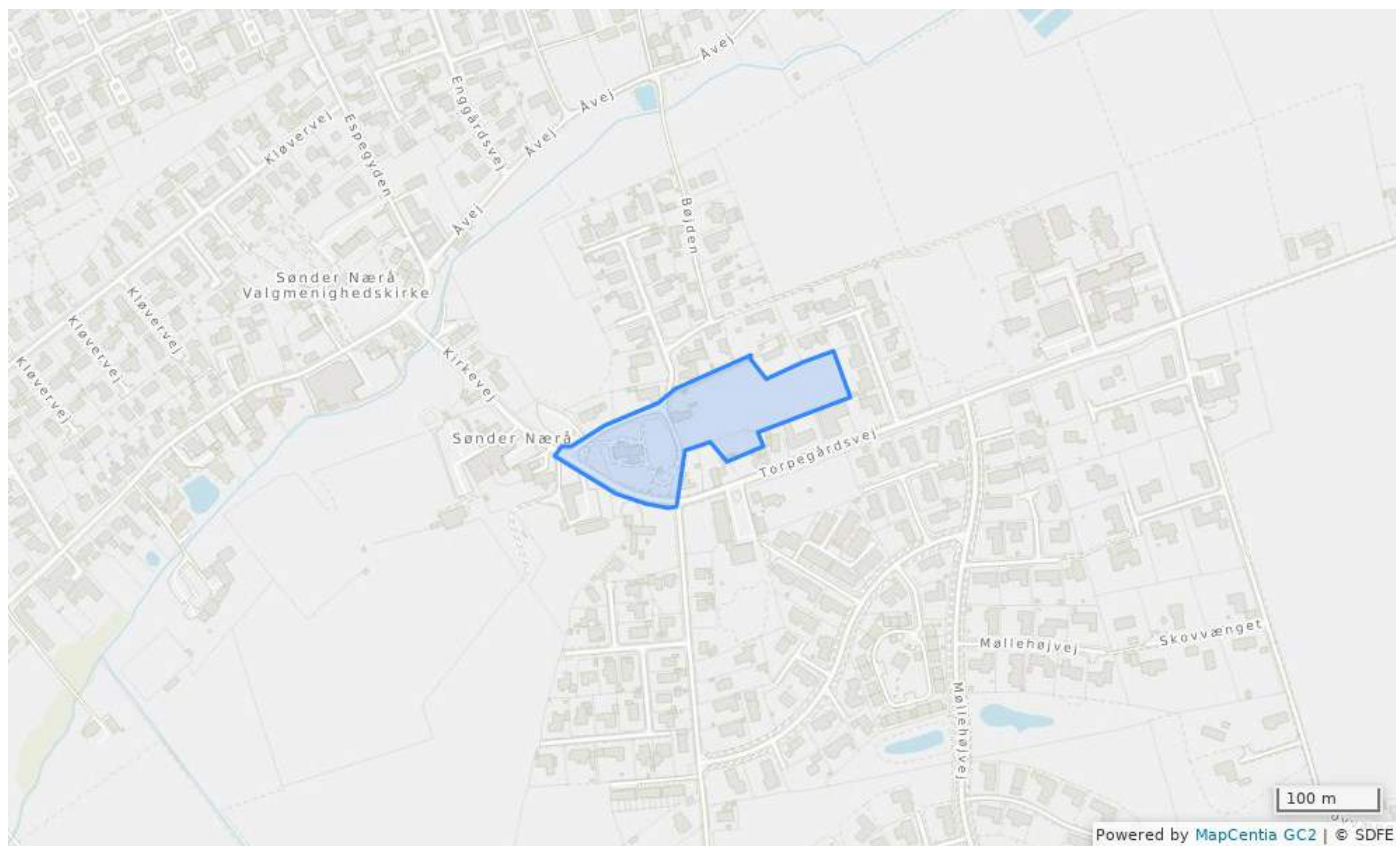 Åvej
Åvej
Enggårdsvej
Espegyden
Kløvervej
Åvej
Åvej
Bøjden
Sønder Nærå
Valgmenighedskirke
Kløvervej
Kløvervej
Kløvervej
Kirkevej
Sønder Nærå
Torpegårdsvej
Skovvænget
Møllehøjvej
Møllehøjvej
100 m
Powered by MapCentia GC2 | © SDFE